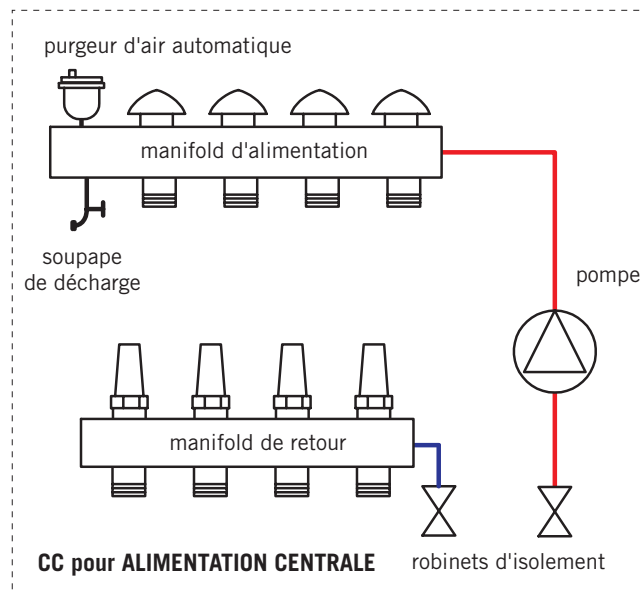 purgeur d'air automatique
manifold d'alimentation
soupape
de décharge
pompe
manifold de retour
CC pour ALIMENTATION CENTRALE
robinets d'isolement